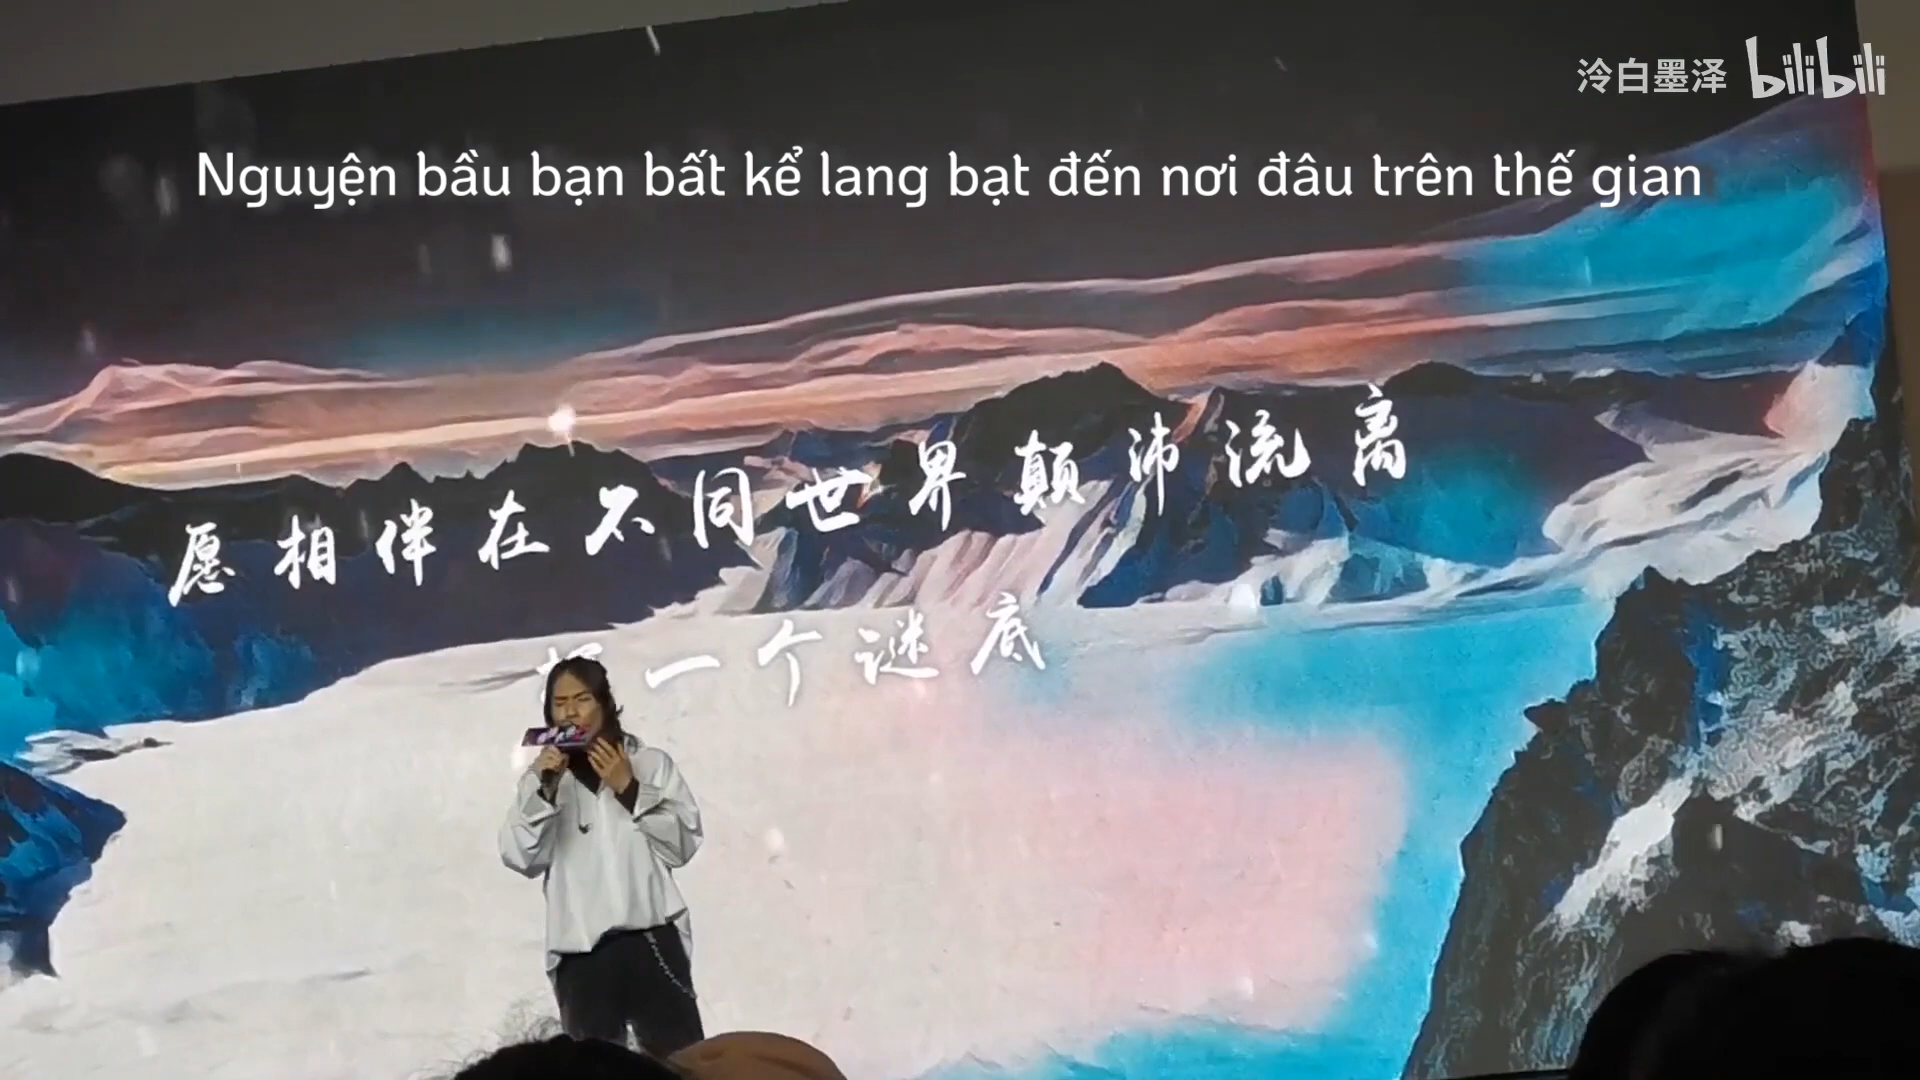 泠白墨泽 bilibili
Nguyện bầu bạn bất kể lang bạt đến nơi đâu trên thế gian
愿相伴在不同世界颠沛流离
一个谜底